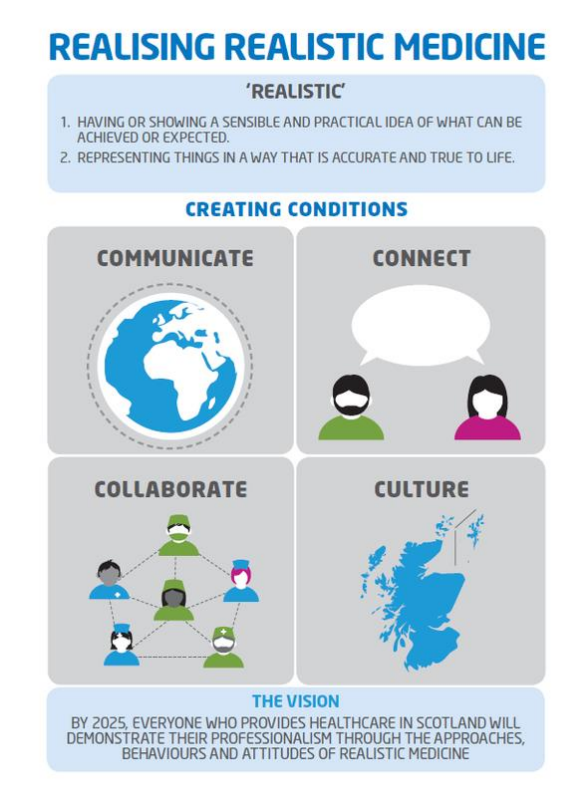 REALISING REALISTIC MEDICINE
'REALISTIC'
1. HAVING OR SHOWING A SENSIBLE AND PRACTICAL IDEA OF WHAT CAN BE
ACHIEVED OR EXPECTED.
2. REPRESENTING THINGS IN A WAY THAT IS ACCURATE AND TRUE TO LIFE.
CREATING CONDITIONS
COMMUNICATE
CONNECT
COLLABORATE
CULTURE
THE VISION
BY 2025, EVERYONE WHO PROVIDES HEALTHCARE IN SCOTLAND WILL
DEMONSTRATE THEIR PROFESSIONALISM THROUGH THE APPROACHES,
BEHAVIOURS AND ATTITUDES OF REALISTIC MEDICINE